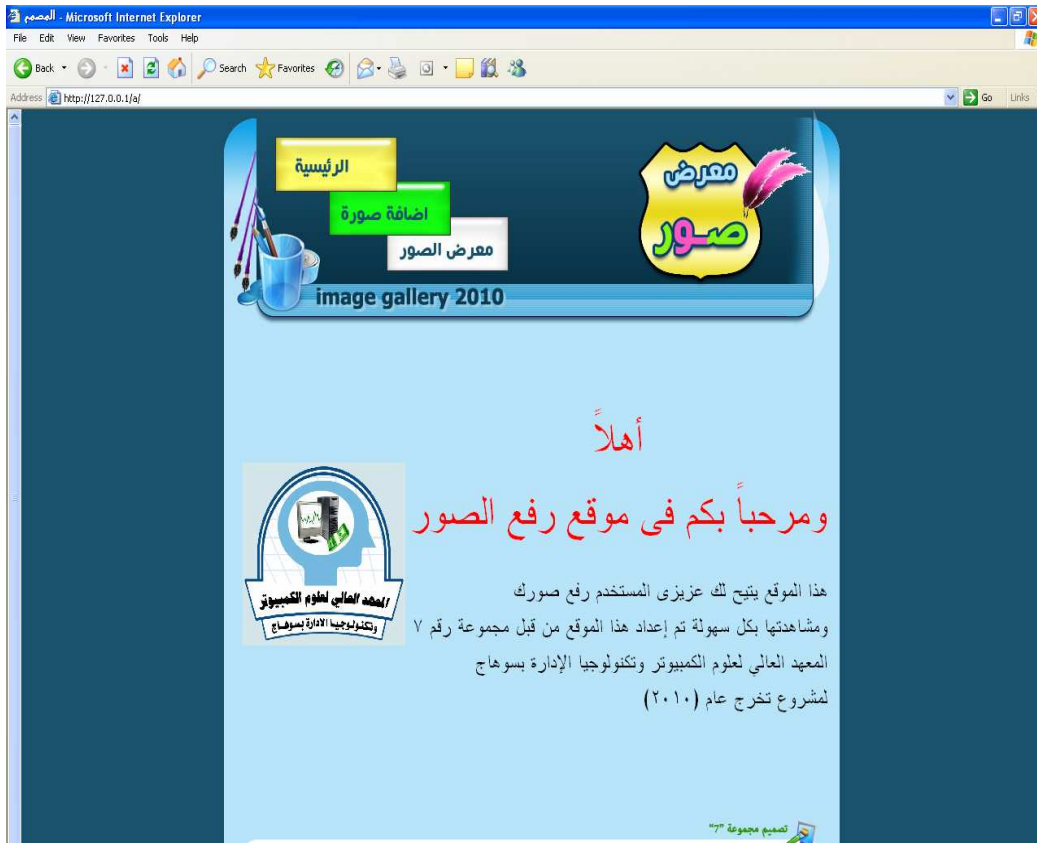 المصمم - Microsoft Internet Explorer
File Edit View Favorites Tools Help
Back Search Favorites
Address http://127.0.0.1/a/ Go Links
معرض
صور
الرئيسية
اضافة صورة
معرض الصور
image gallery 2010
أهلاً
ومرحباً بكم فى موقع رفع الصور
المعهد العالي لعلوم الكمبيوتر
وتكنولوجيا الادارة بسوهاج
هذا الموقع يتيح لك عزيزى المستخدم رفع صورك
ومشاهدتها بكل سهولة تم إعداد هذا الموقع من قبل مجموعة رقم ٧
المعهد العالي لعلوم الكمبيوتر وتكنولوجيا الإدارة بسوهاج
لمشروع تخرج عام (٢٠١٠)
تصميم مجموعة "7"